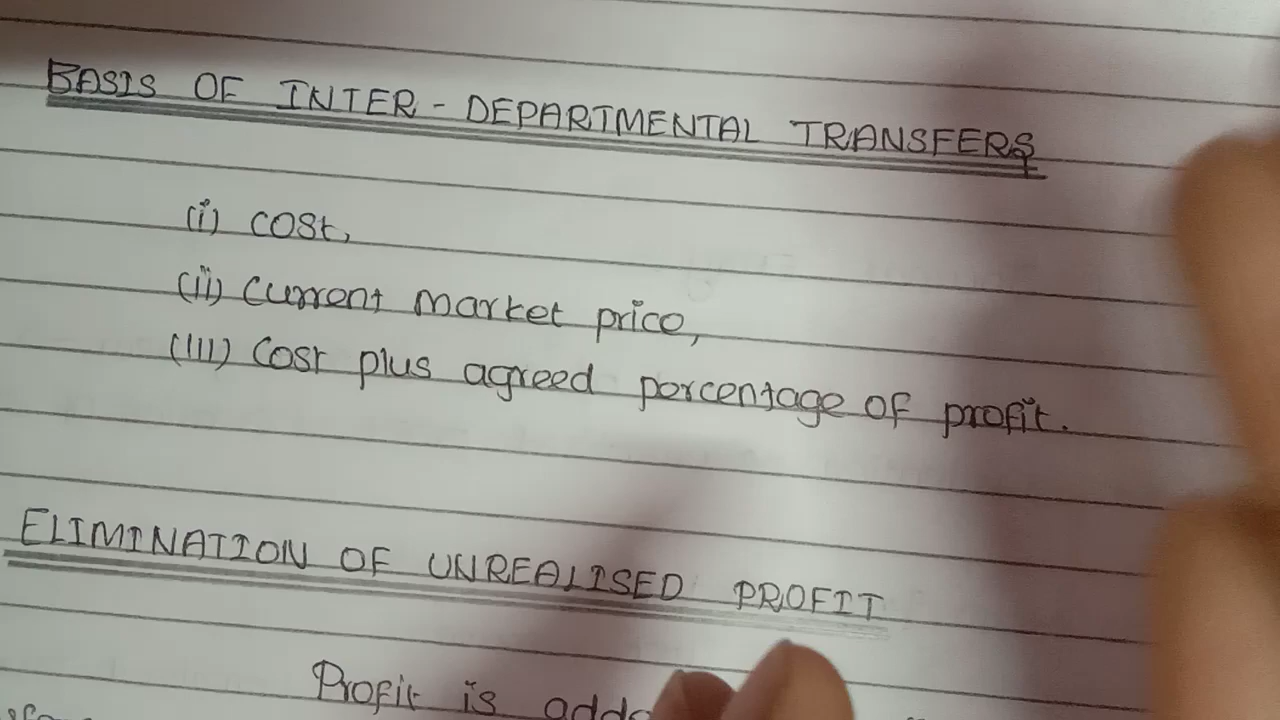 BASIS OF INTER - DEPARTMENTAL TRANSFERS
(i) cost,
(ii) current market price,
(III) Cost plus agreed percentage of profit.
ELIMINATION OF UNREALISED PROFIT
Profit is